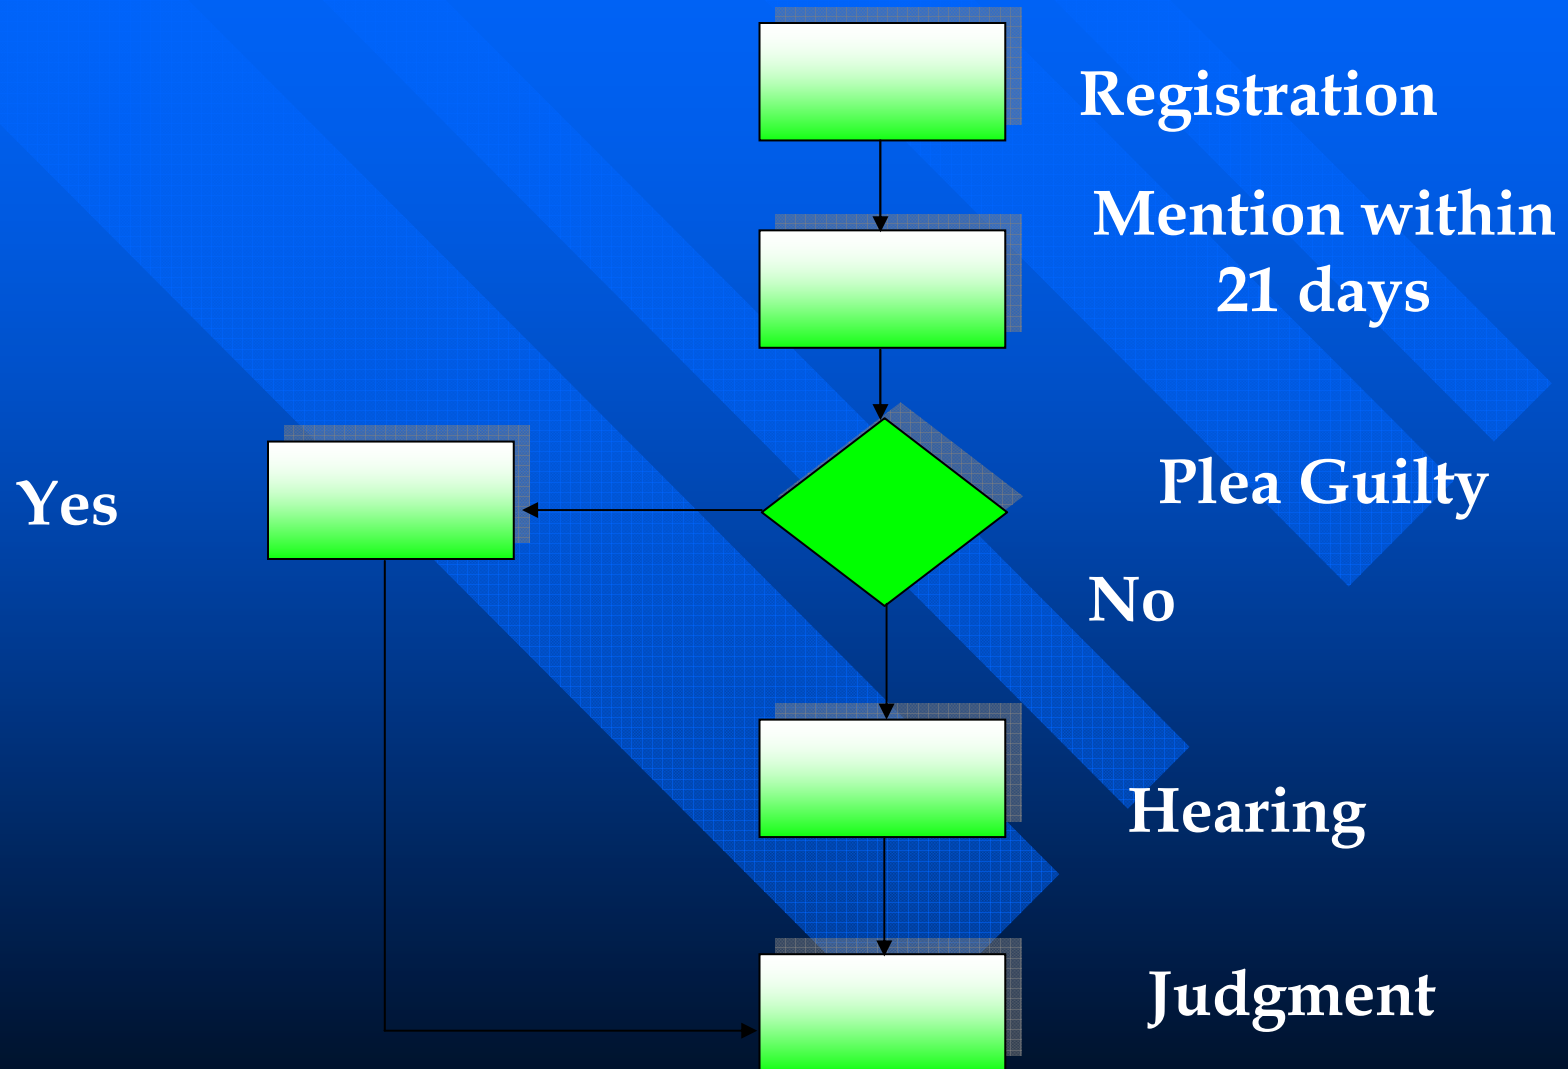 Registration
Mention within
21 days
Plea Guilty
Yes
No
Hearing
Judgment